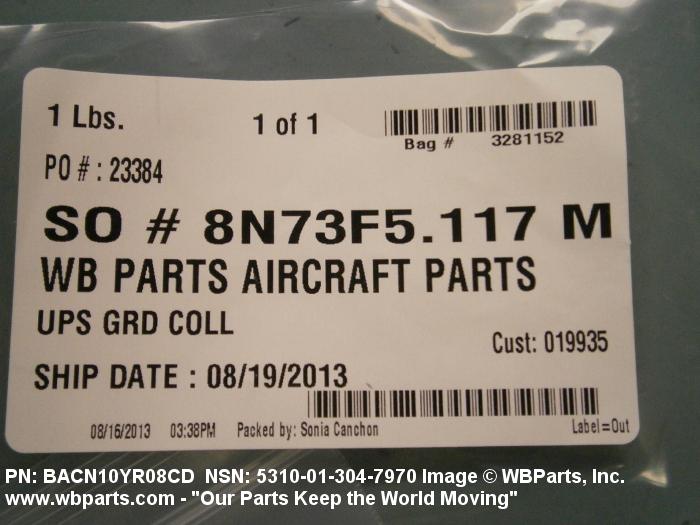 1 Lbs.
1 of 1
Bag # 3281152
PO # : 23384
SO # 8N73F5.117 M
WB PARTS AIRCRAFT PARTS
UPS GRD COLL
Cust: 019935
SHIP DATE : 08/19/2013
08/16/2013 03:38PM Packed by: Sonia Canchon Label=Out
PN: BACN10YR08CD NSN: 5310-01-304-7970 Image © WBParts, Inc.
www.wbparts.com - "Our Parts Keep the World Moving"